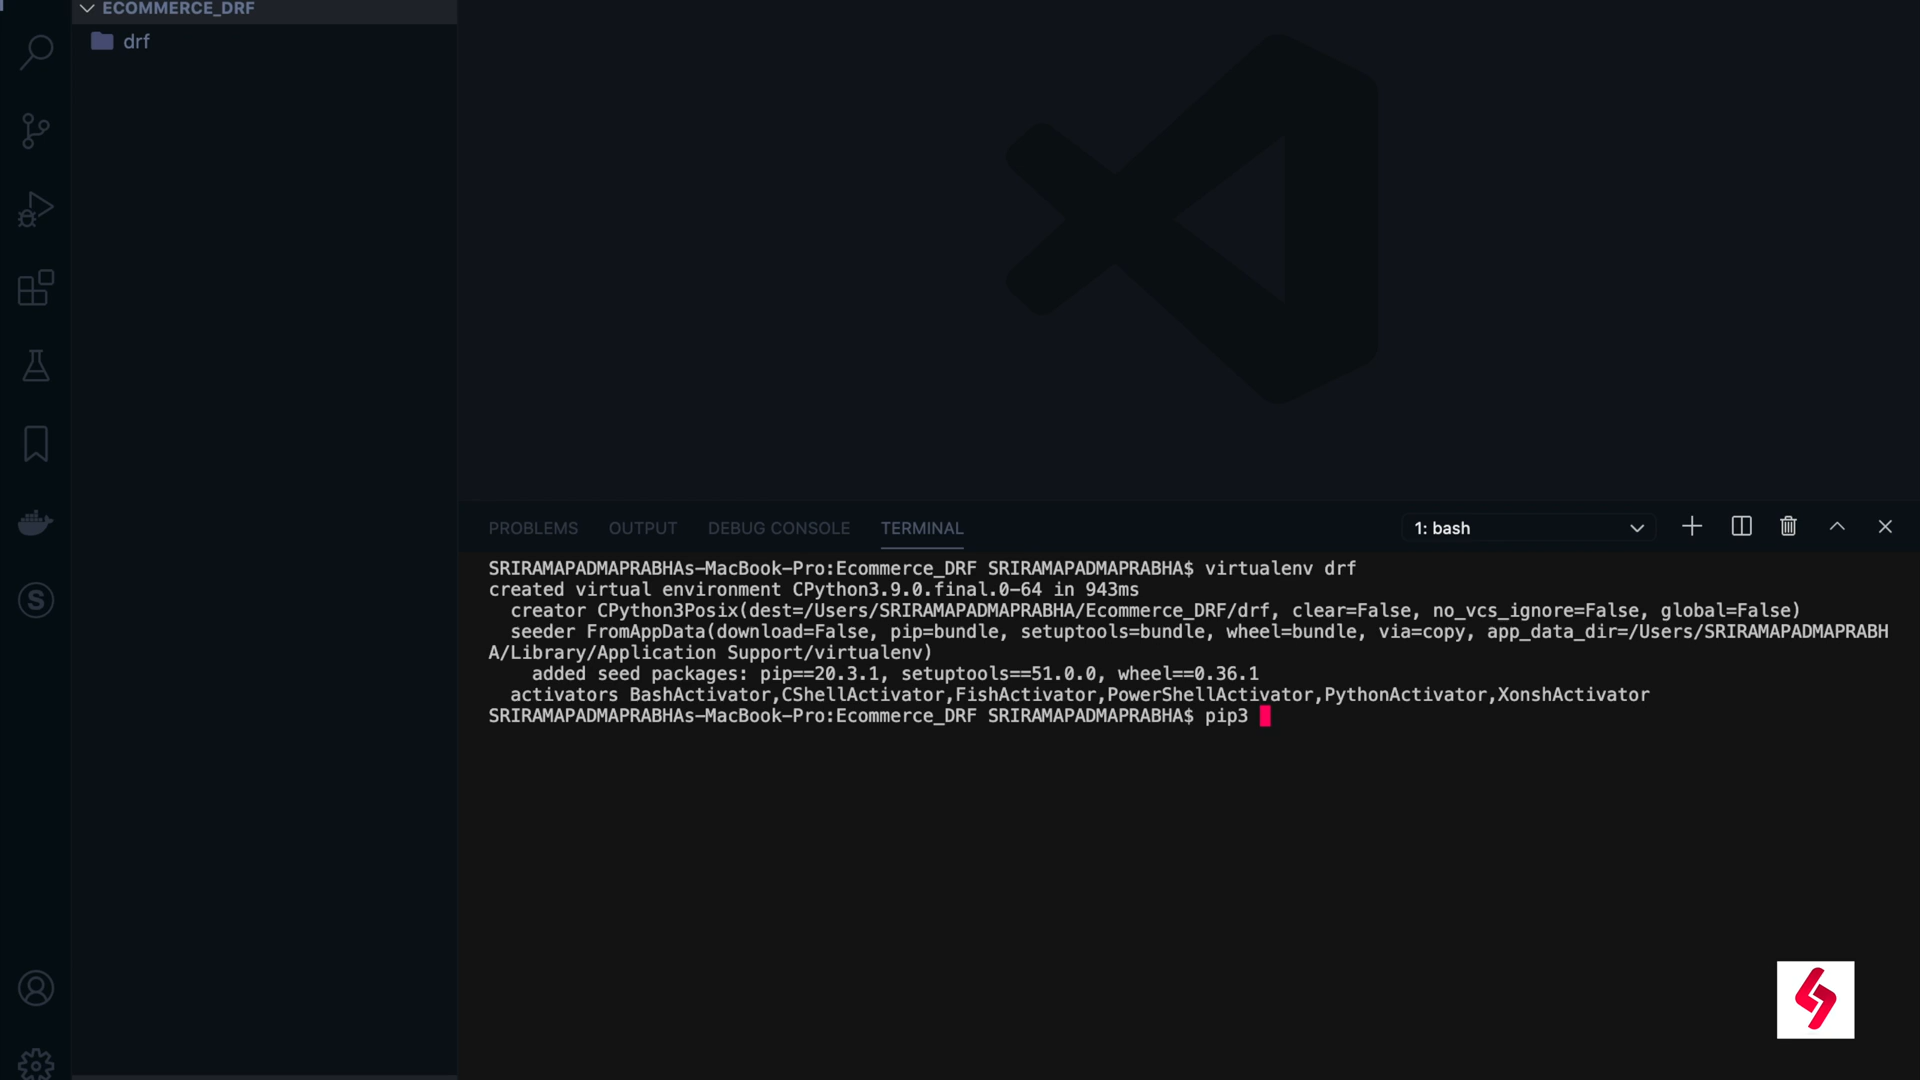 ECOMMERCE_DRF
drf
PROBLEMS OUTPUT DEBUG CONSOLE TERMINAL 1: bash
SRIRAMAPADMAPRABHAs-MacBook-Pro:Ecommerce_DRF SRIRAMAPADMAPRABHA$ virtualenv drf
created virtual environment CPython3.9.0.final.0-64 in 943ms
creator CPython3Posix(dest=/Users/SRIRAMAPADMAPRABHA/Ecommerce_DRF/drf, clear=False, no_vcs_ignore=False, global=False)
seeder FromAppData(download=False, pip=bundle, setuptools=bundle, wheel=bundle, via=copy, app_data_dir=/Users/SRIRAMAPADMAPRABH
A/Library/Application Support/virtualenv)
added seed packages: pip==20.3.1, setuptools==51.0.0, wheel==0.36.1
activators BashActivator,CShellActivator,FishActivator,PowerShellActivator,PythonActivator,XonshActivator
SRIRAMAPADMAPRABHAs-MacBook-Pro:Ecommerce_DRF SRIRAMAPADMAPRABHA$ pip3